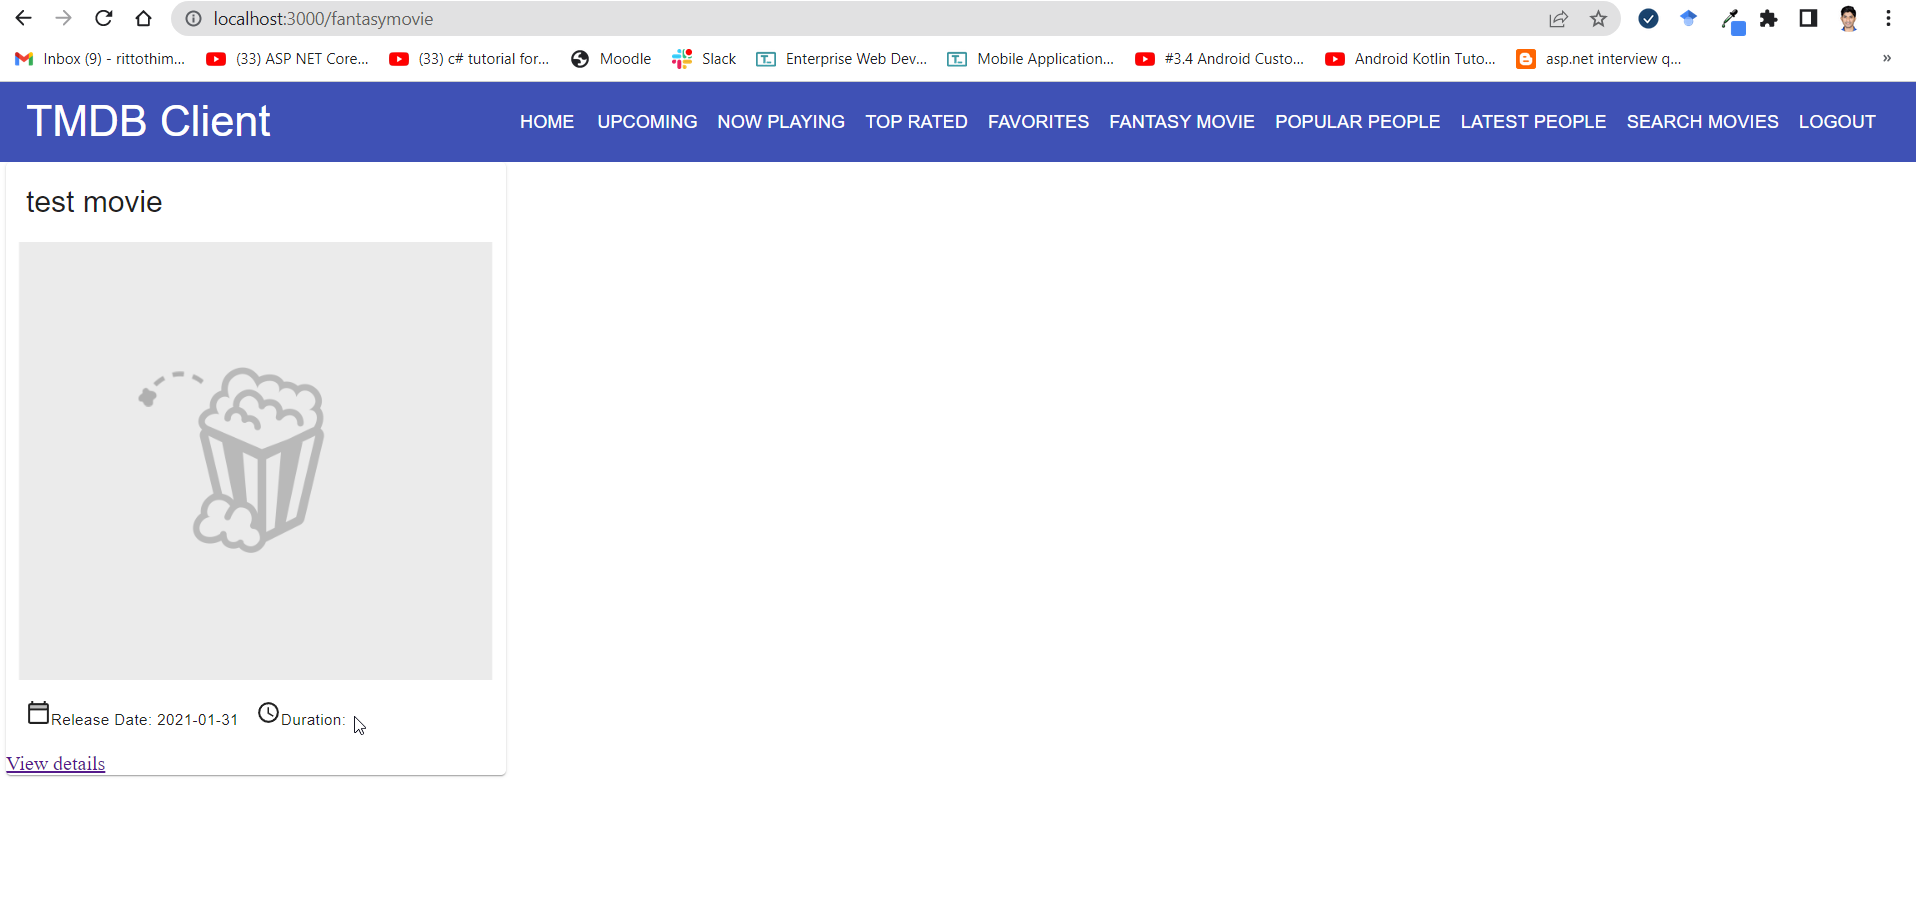 localhost:3000/fantasymovie
Inbox (9) - rittothim... (33) ASP NET Core... (33) c# tutorial for... Moodle Slack Enterprise Web Dev... Mobile Application... #3.4 Android Custo... Android Kotlin Tuto... asp.net interview q... »
TMDB Client HOME UPCOMING NOW PLAYING TOP RATED FAVORITES FANTASY MOVIE POPULAR PEOPLE LATEST PEOPLE SEARCH MOVIES LOGOUT
test movie
Release Date: 2021-01-31 Duration:
View details